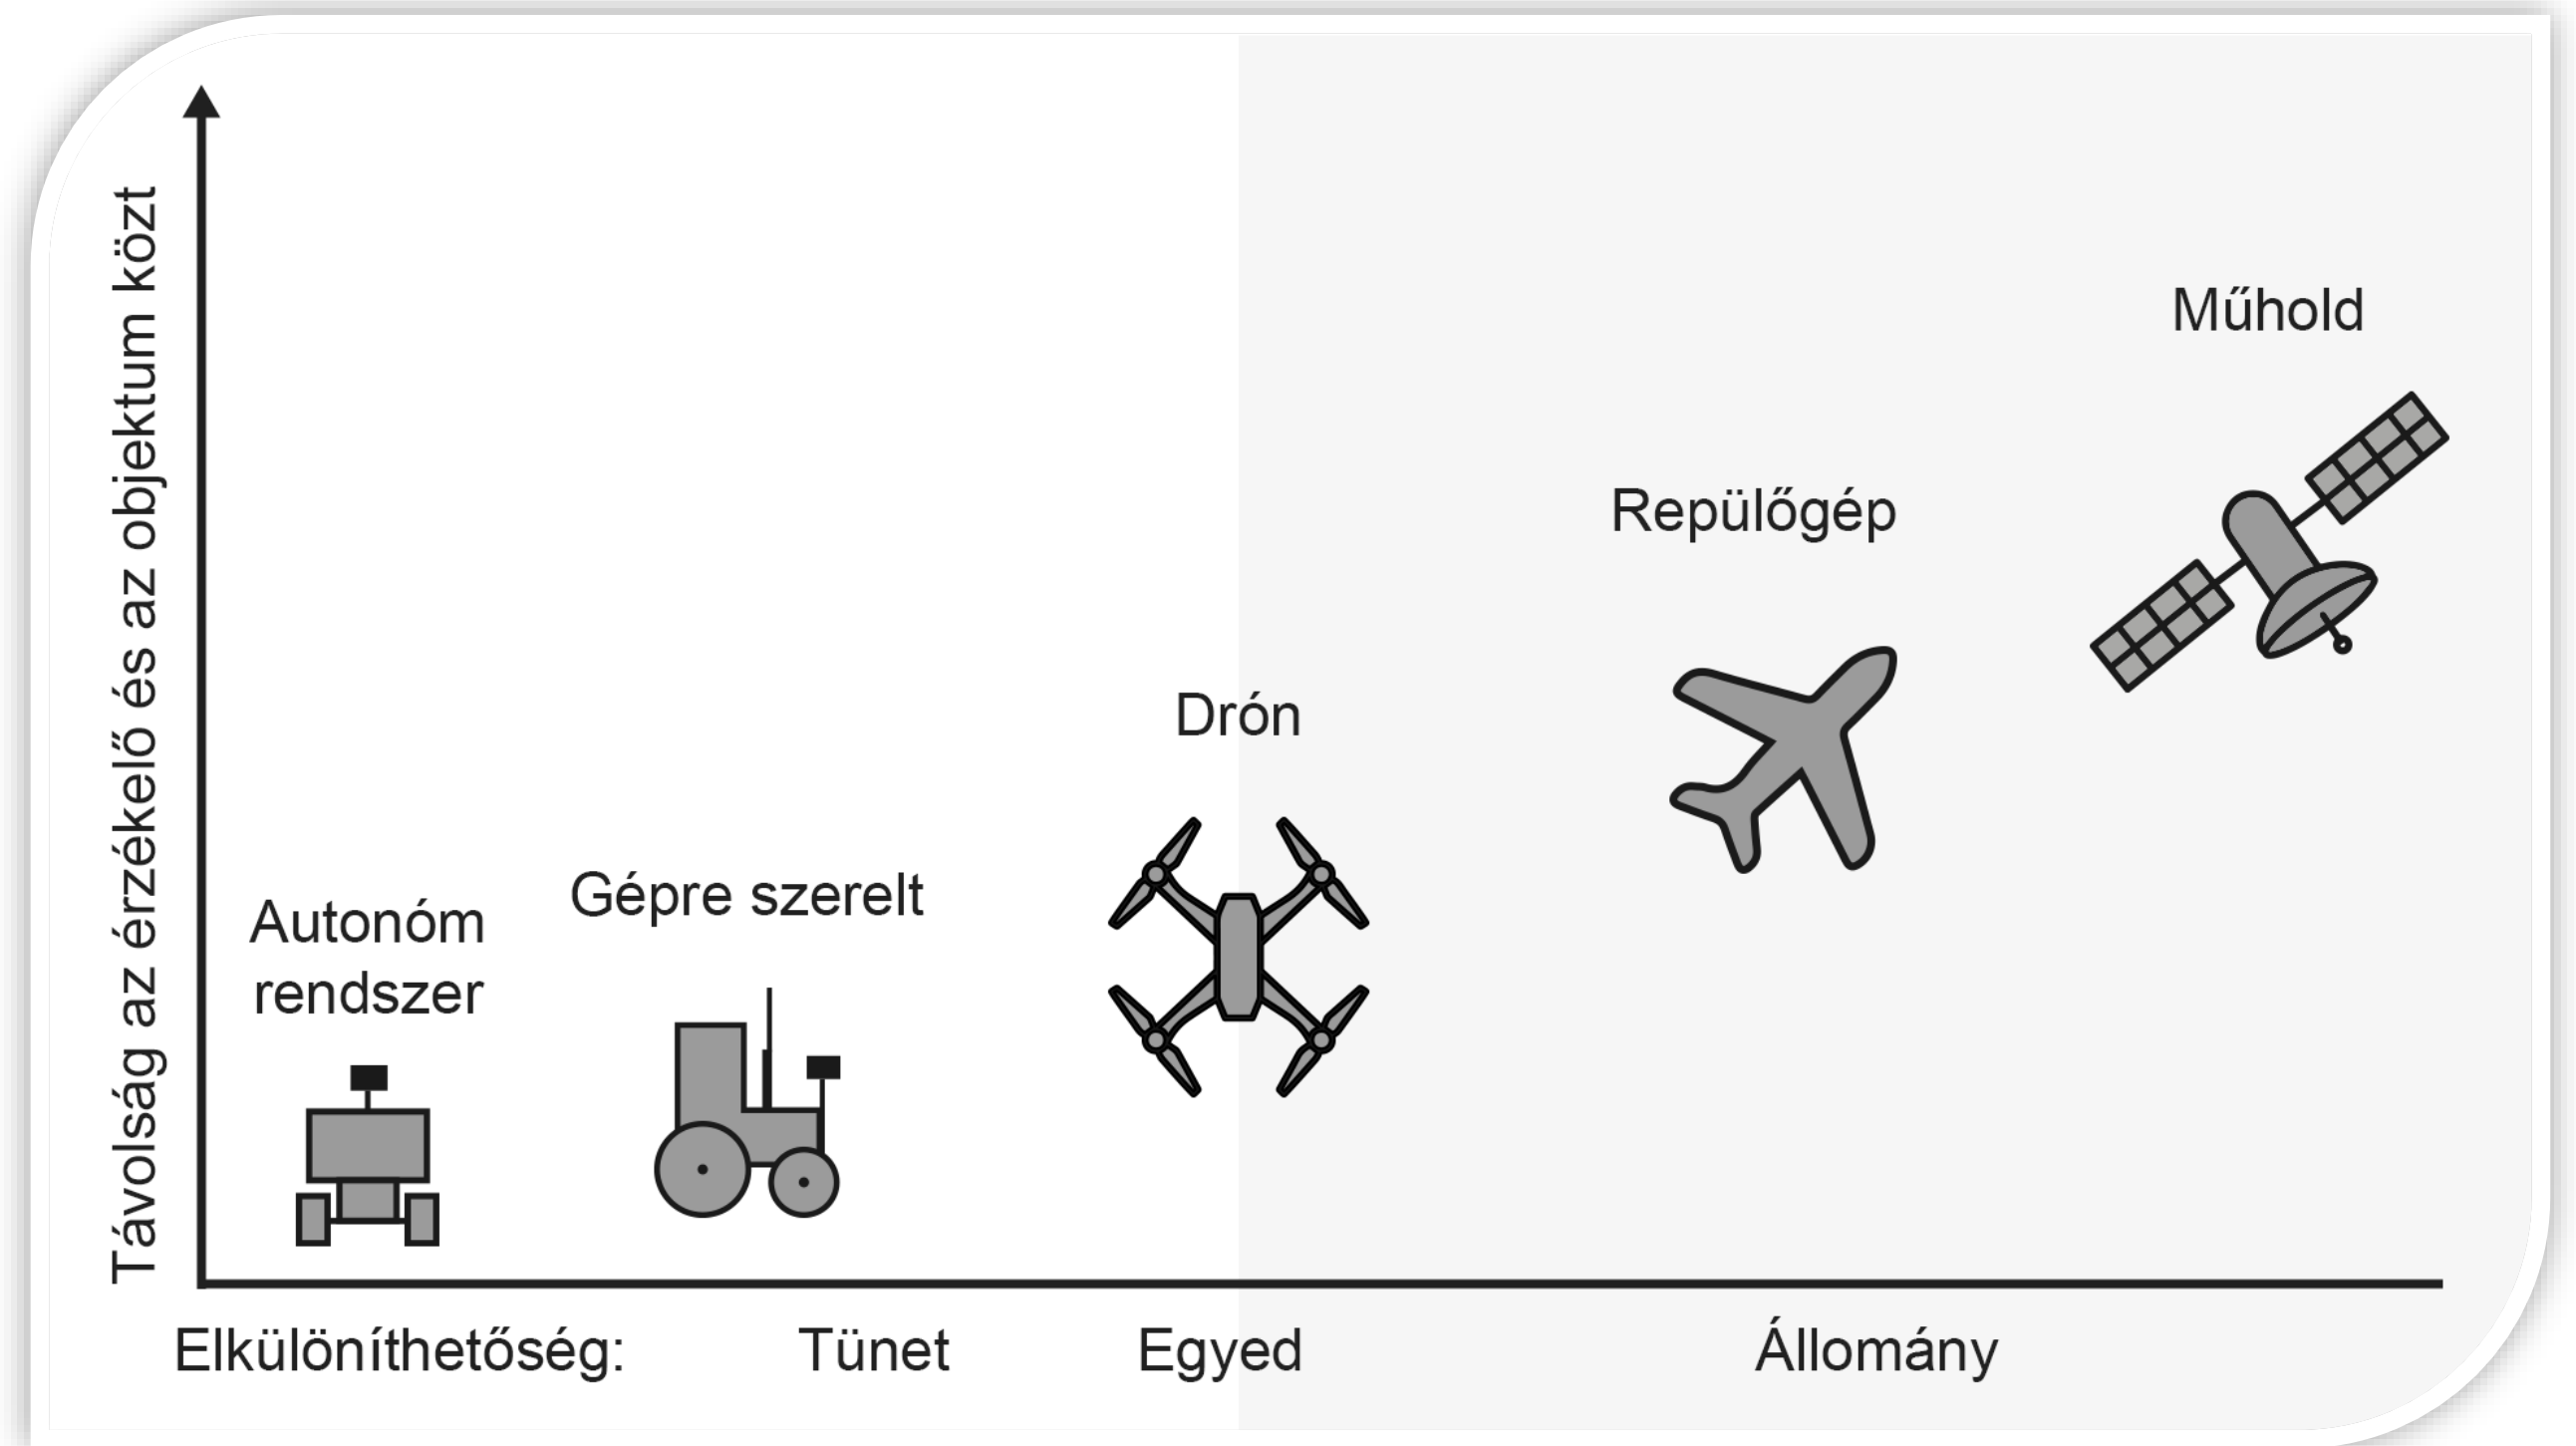 Távolság az érzékelő és az objektum közt
Műhold
Repülőgép
Drón
Gépre szerelt
Autonóm
rendszer
Elkülöníthetőség:
Tünet
Egyed
Állomány